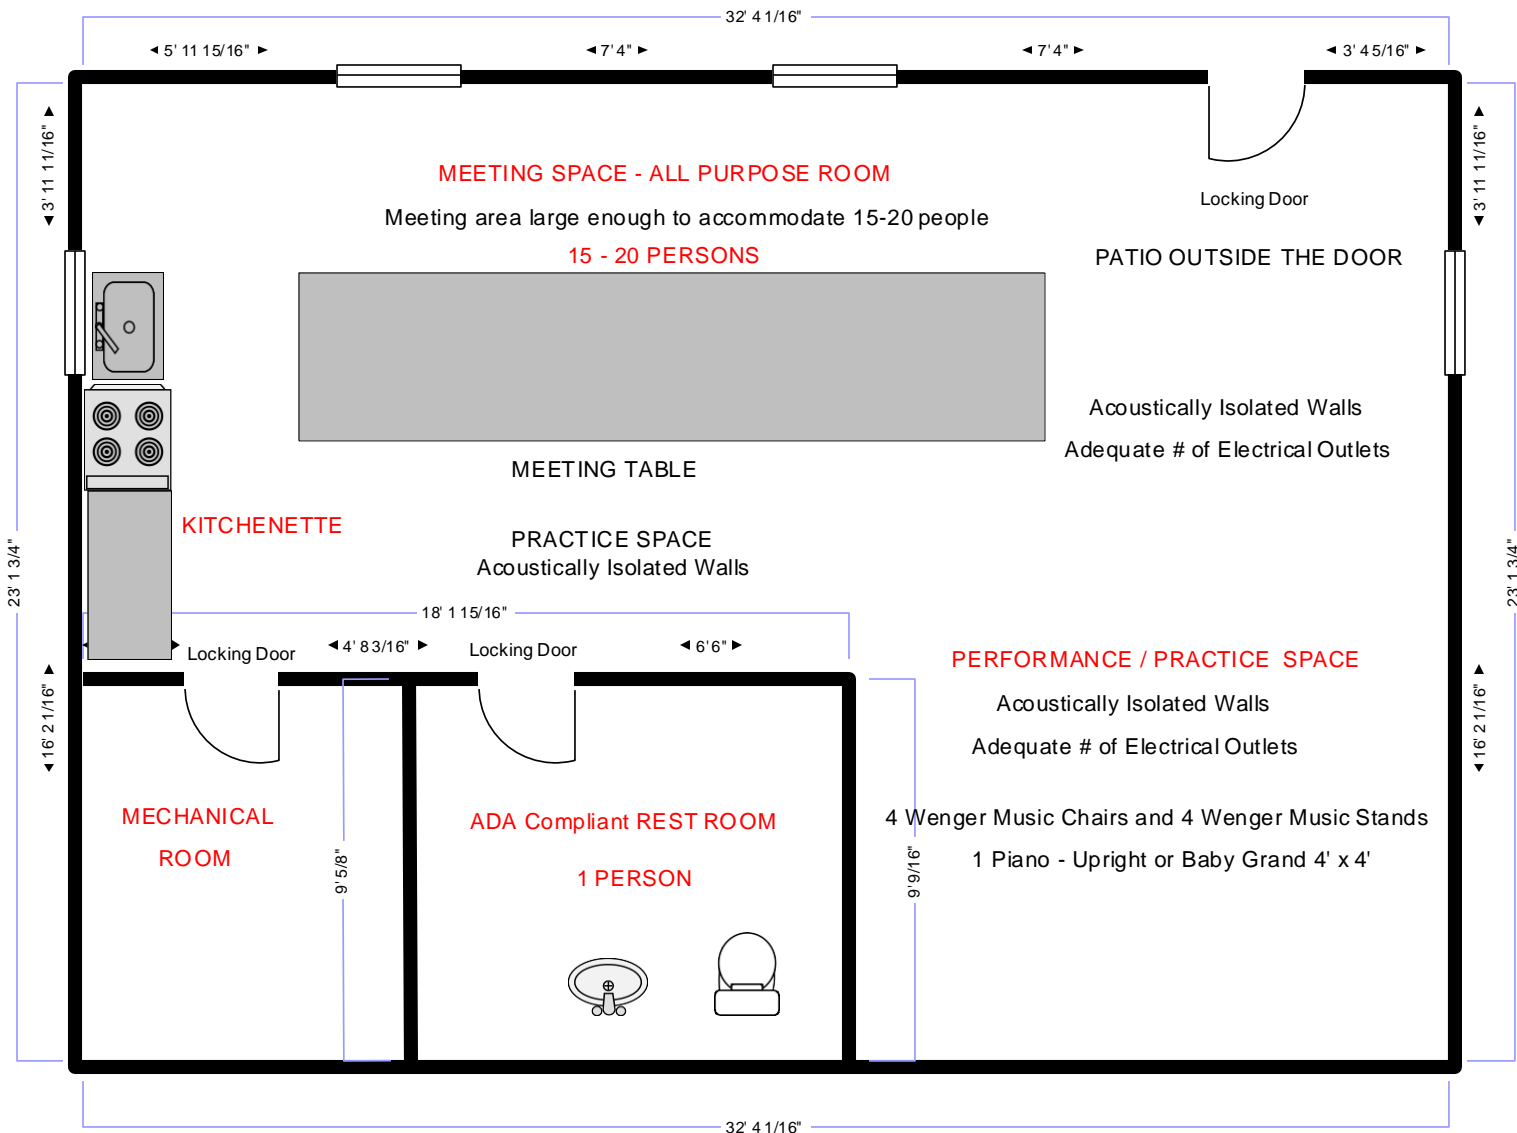 32' 4 1/16"
5' 11 15/16"
7' 4"
7' 4"
3' 4 5/16"
3' 11 11/16"
3' 11 11/16"
MEETING SPACE - ALL PURPOSE ROOM
Meeting area large enough to accommodate 15-20 people
15 - 20 PERSONS
Locking Door
PATIO OUTSIDE THE DOOR
Acoustically Isolated Walls
Adequate # of Electrical Outlets
MEETING TABLE
KITCHENETTE
PRACTICE SPACE
Acoustically Isolated Walls
23' 1 3/4"
23' 1 3/4"
18' 1 15/16"
Locking Door
4' 8 3/16"
Locking Door
6' 6"
16' 2 1/16"
16' 2 1/16"
PERFORMANCE / PRACTICE SPACE
Acoustically Isolated Walls
Adequate # of Electrical Outlets
4 Wenger Music Chairs and 4 Wenger Music Stands
1 Piano - Upright or Baby Grand 4' x 4'
MECHANICAL
ROOM
9' 5/8"
ADA Compliant REST ROOM
1 PERSON
9' 9/16"
32' 4 1/16"